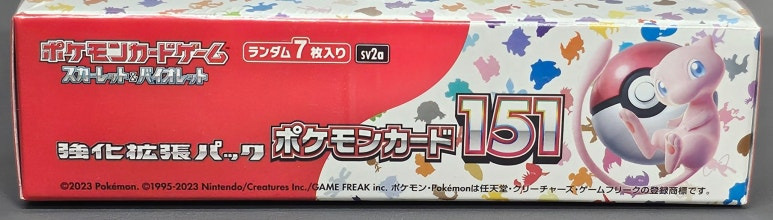 ポケモンカードゲーム
スカーレット&バイオレット
ランダム7枚入り
sv2a
強化拡張パック
ポケモンカード151
©2023 Pokémon. ©1995-2023 Nintendo/Creatures Inc./GAME FREAK inc. ポケモン・Pokémonは任天堂・クリーチャーズ・ゲームフリークの登録商標です。